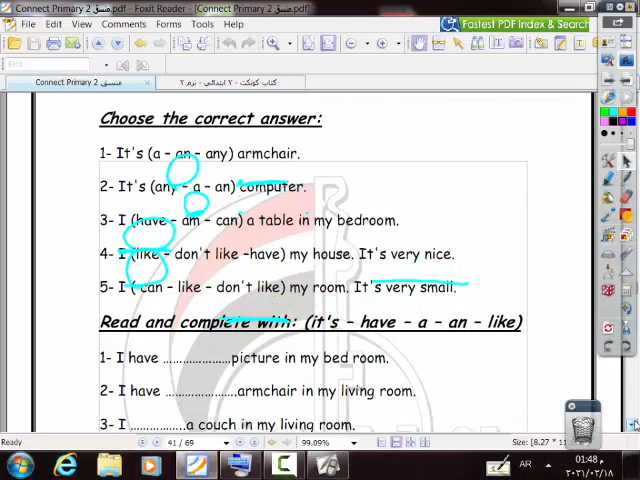 Connect Primary 2 منسق.pdf - Foxit Reader - [Connect Primary 2 منسق.pdf]
File Edit View Document Comments Forms Tools Help
Fastest PDF Index & Search
Find
Connect Primary 2 منسق
كتاب كونكت - ٢ ابتدائي - ترم ٢
Choose the correct answer:
1- It's (a – an – any) armchair.
2- It's (any – a – an) computer.
3- I (have – am – can) a table in my bedroom.
4- I (like – don't like –have) my house. It's very nice.
5- I ( can – like – don't like) my room. It's very small.
Read and complete with: (it's – have – a – an – like)
1- I have …………………picture in my bed room.
2- I have ……………………armchair in my living room.
3- I ……………..a couch in my living room.
Ready
41 / 69
99.09%
Size: [8.27 * 11
AR
01:48 م
٢٠٢١/٠٢/١٨